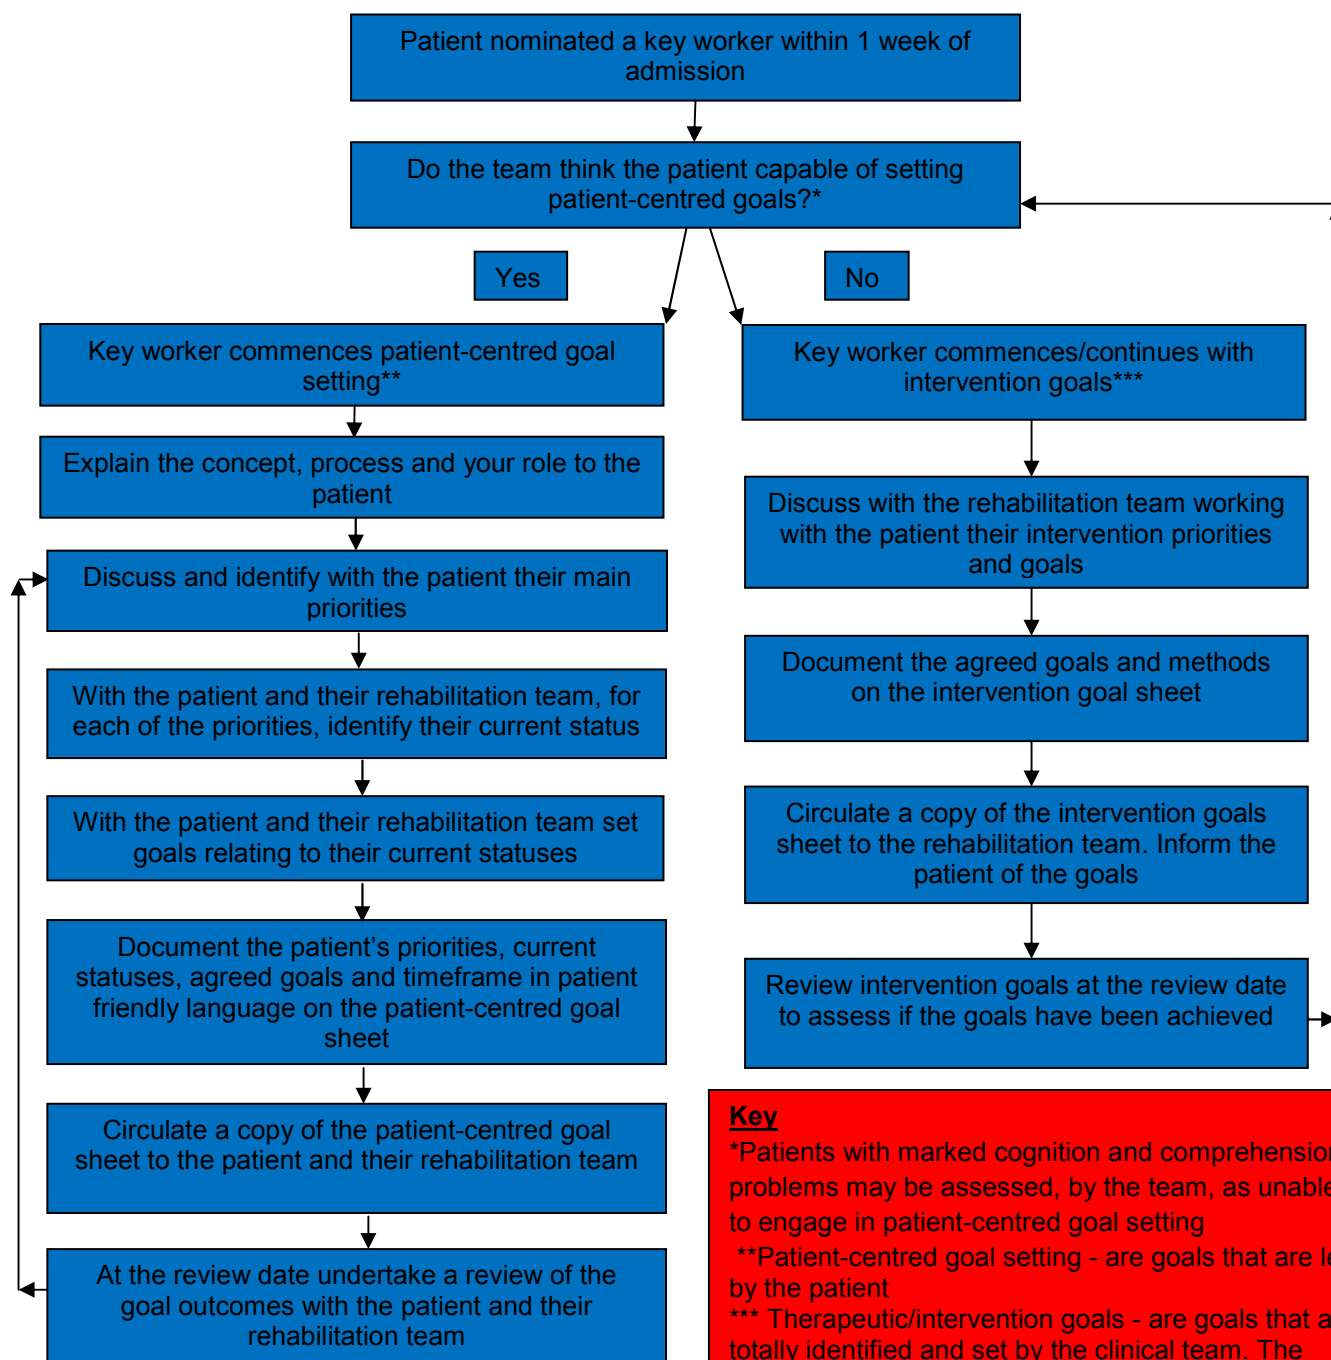 Patient nominated a key worker within 1 week of
admission
Do the team think the patient capable of setting
patient-centred goals?*
Yes
No
Key worker commences patient-centred goal
setting**
Explain the concept, process and your role to the
patient
Discuss and identify with the patient their main
priorities
With the patient and their rehabilitation team, for
each of the priorities, identify their current status
With the patient and their rehabilitation team set
goals relating to their current statuses
Document the patient’s priorities, current
statuses, agreed goals and timeframe in patient
friendly language on the patient-centred goal
sheet
Circulate a copy of the patient-centred goal
sheet to the patient and their rehabilitation team
At the review date undertake a review of the
goal outcomes with the patient and their
rehabilitation team
Key worker commences/continues with
intervention goals***
Discuss with the rehabilitation team working
with the patient their intervention priorities
and goals
Document the agreed goals and methods
on the intervention goal sheet
Circulate a copy of the intervention goals
sheet to the rehabilitation team. Inform the
patient of the goals
Review intervention goals at the review date
to assess if the goals have been achieved
Key
*Patients with marked cognition and comprehension
problems may be assessed, by the team, as unable
to engage in patient-centred goal setting
**Patient-centred goal setting - are goals that are
by the patient
*** Therapeutic/intervention goals - are goals that
totally identified and set by the clinical team. The